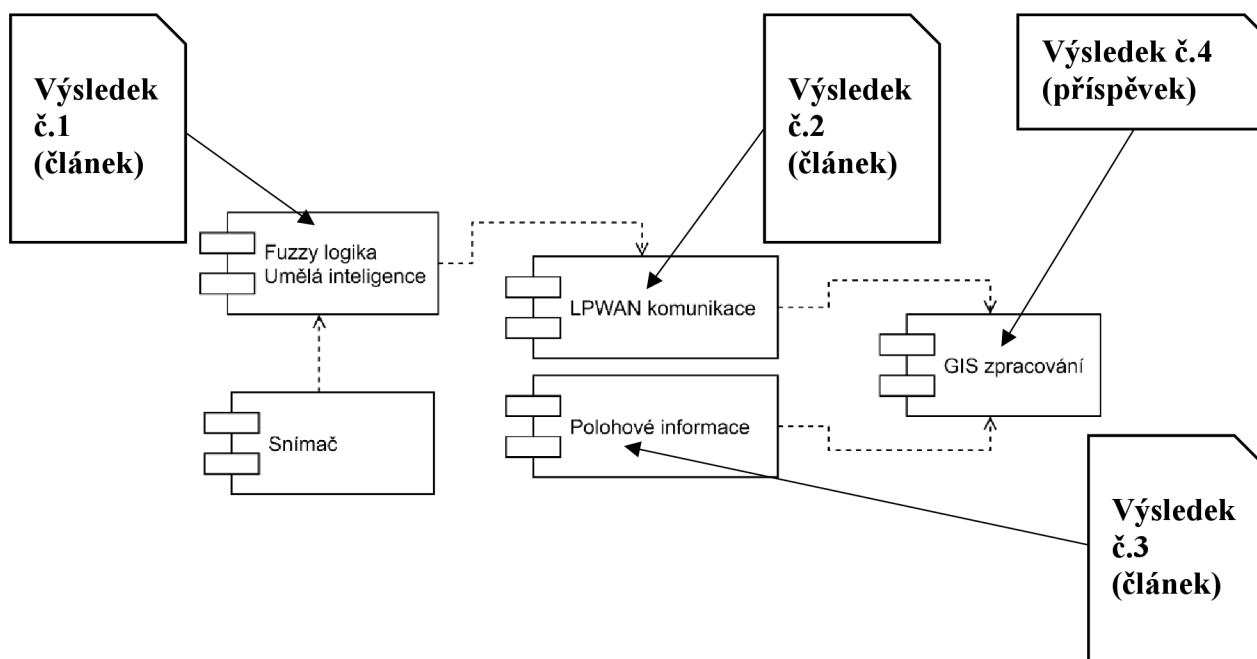 Výsledek
č.1
(článek)
Výsledek
č.2
(článek)
Výsledek č.4
(příspěvek)
Fuzzy logika
Umělá inteligence
LPWAN komunikace
GIS zpracování
Snímač
Polohové informace
Výsledek
č.3
(článek)